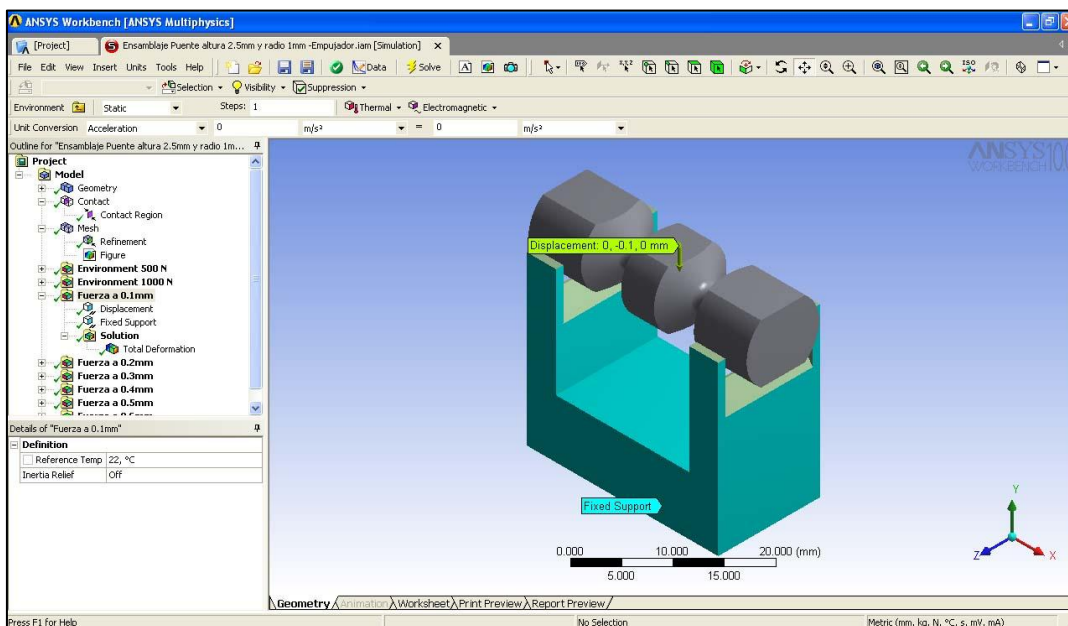 ANSYS Workbench [ANSYS Multiphysics]
[Project]
Ensamblaje Puente altura 2.5mm y radio 1mm -Empujador.iam [Simulation]
File Edit View Insert Units Tools Help
Data
Solve
Selection
Visibility
Suppression
Environment
Static
Steps: 1
Thermal
Electromagnetic
Unit Conversion Acceleration 0 m/s² = 0 m/s²
Outline for "Ensamblaje Puente altura 2.5mm y radio 1m...
Project
Model
Geometry
Contact
Contact Region
Mesh
Refinement
Figure
Environment 500 N
Environment 1000 N
Fuerza a 0.1mm
Displacement
Fixed Support
Solution
Total Deformation
Fuerza a 0.2mm
Fuerza a 0.3mm
Fuerza a 0.4mm
Fuerza a 0.5mm
Details of "Fuerza a 0.1mm"
Definition
Reference Temp 22, °C
Inertia Relief Off
ANSYS 10.0
WORKBENCH
Displacement: 0, -0.1, 0 mm
Fixed Support
0.000 10.000 20.000 (mm)
5.000 15.000
Y
Z X
Geometry Animation Worksheet Print Preview Report Preview
Press F1 for Help
No Selection
Metric (mm, kg, N, °C, s, mV, mA)